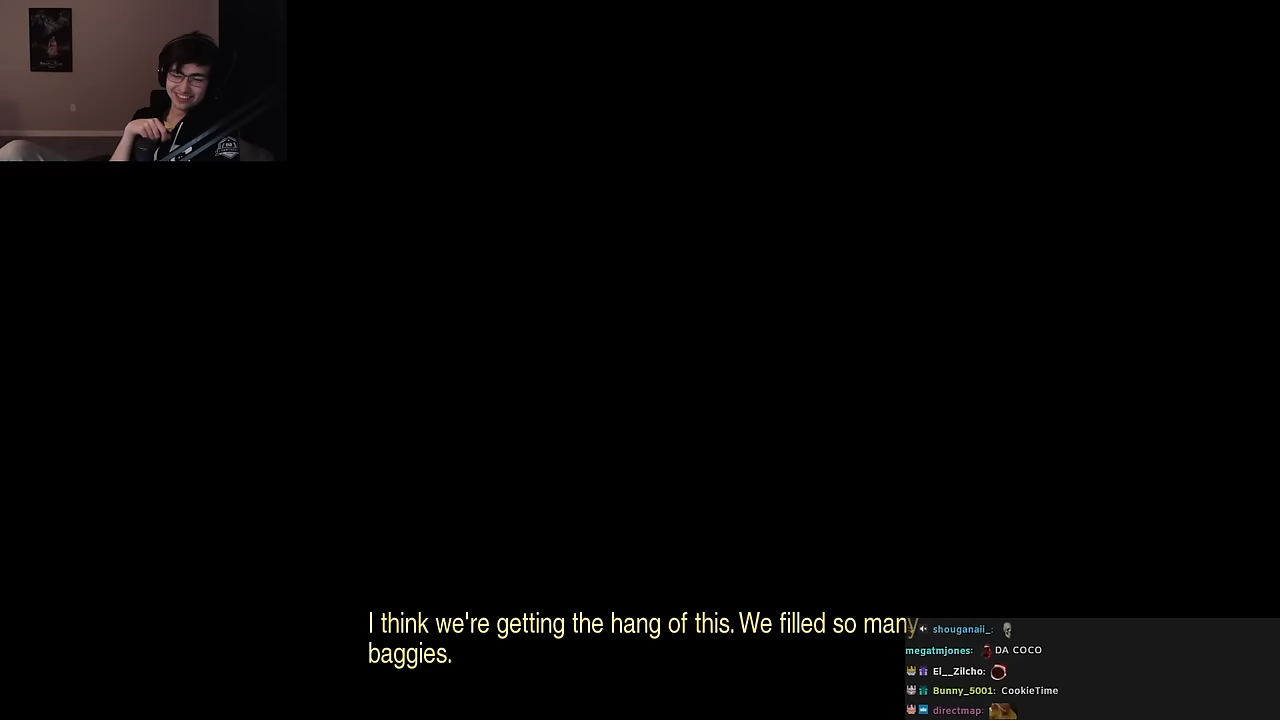 I think we're getting the hang of this. We filled so many
baggies.
shouganaii_:
megatmjones: DA COCO
El__Zilcho:
Bunny_5001: CookieTime
directmap: